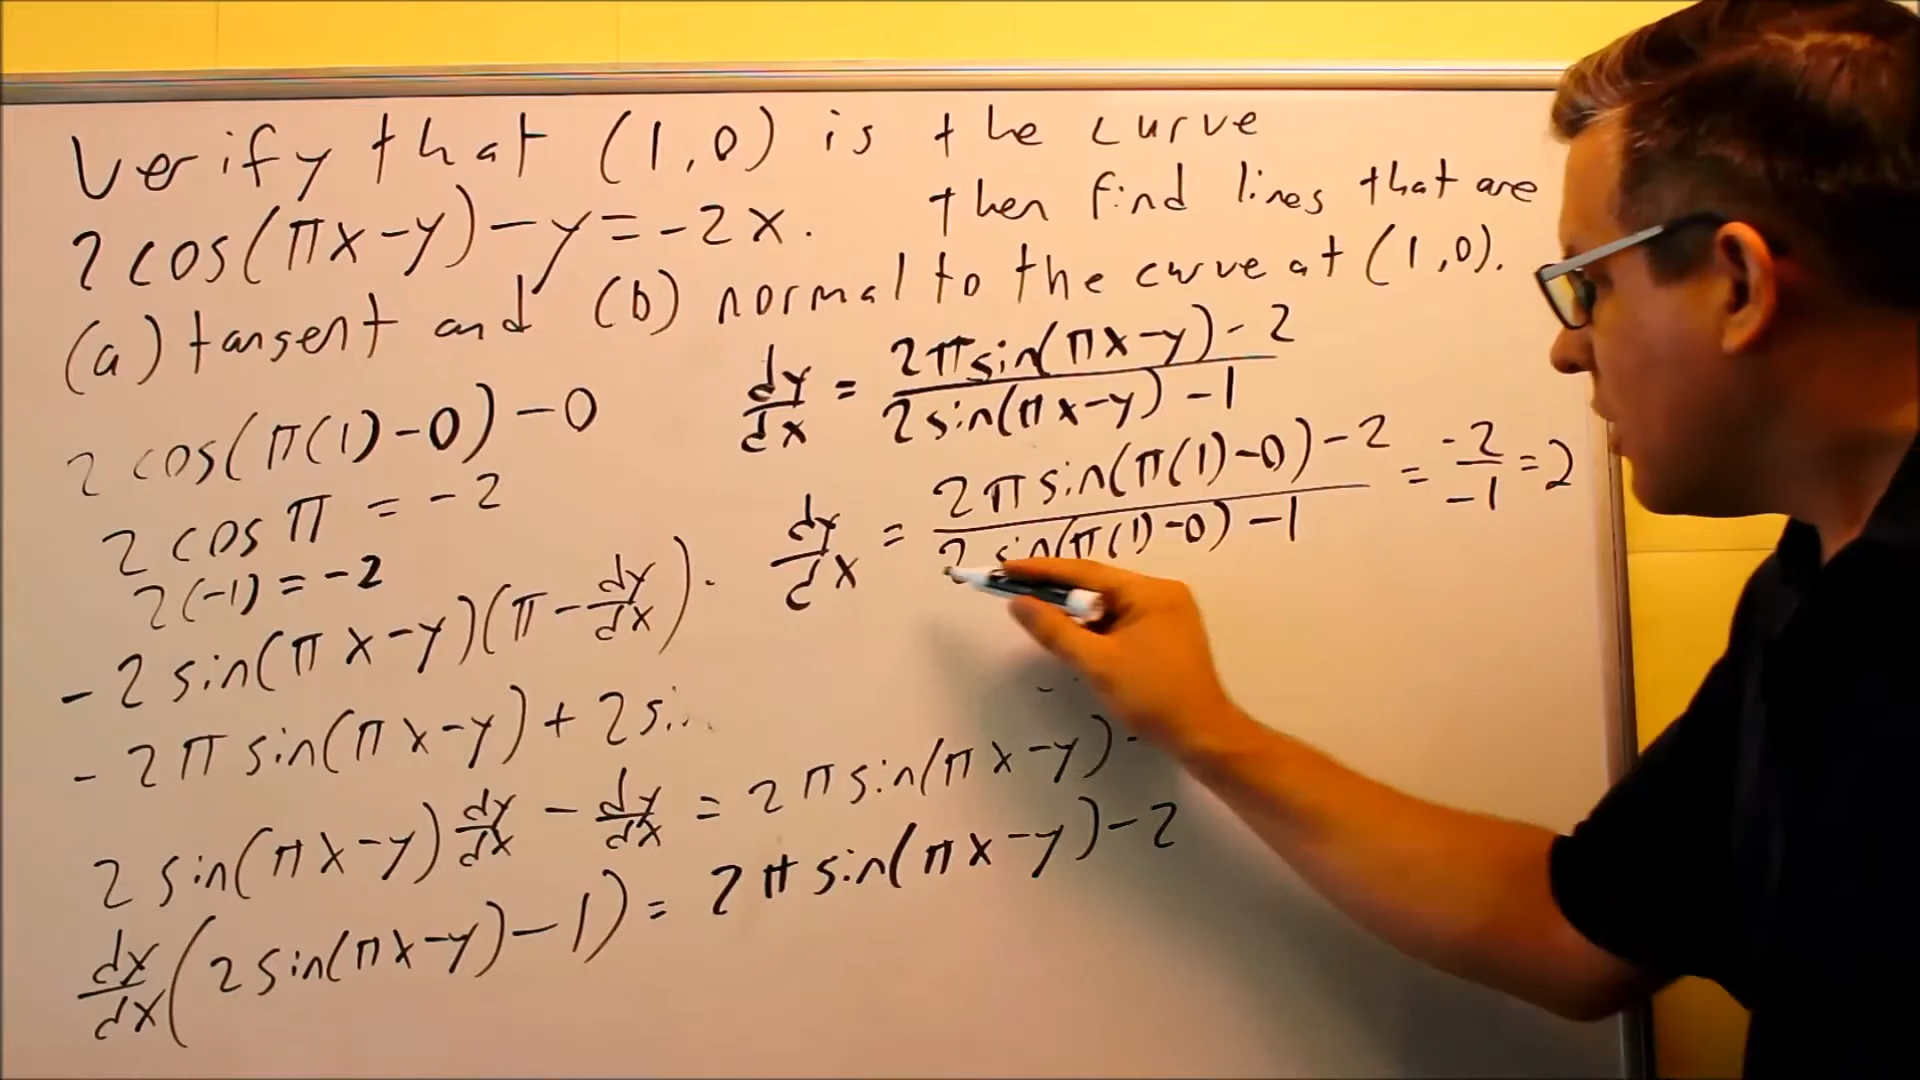 Verify that (1,0) is the curve
2cos(πx-y)-y=-2x. then find lines that are
(a) tangent and (b) normal to the curve at (1,0).
2cos(π(1)-0)-0
2cos π = -2
2(-1) = -2
-2sin(πx-y)(π-dy/dx).
-2πsin(πx-y)+2si
2sin(πx-y)dy/dx - dy/dx = 2πsin(πx-y)-
dy/dx(2sin(πx-y)-1) = 2πsin(πx-y)-2
dy/dx = (2πsin(πx-y)-2)/(2sin(πx-y)-1)
dy/dx = (2πsin(π(1)-0)-2)/(2sin(π(1)-0)-1) = -2/-1 = 2